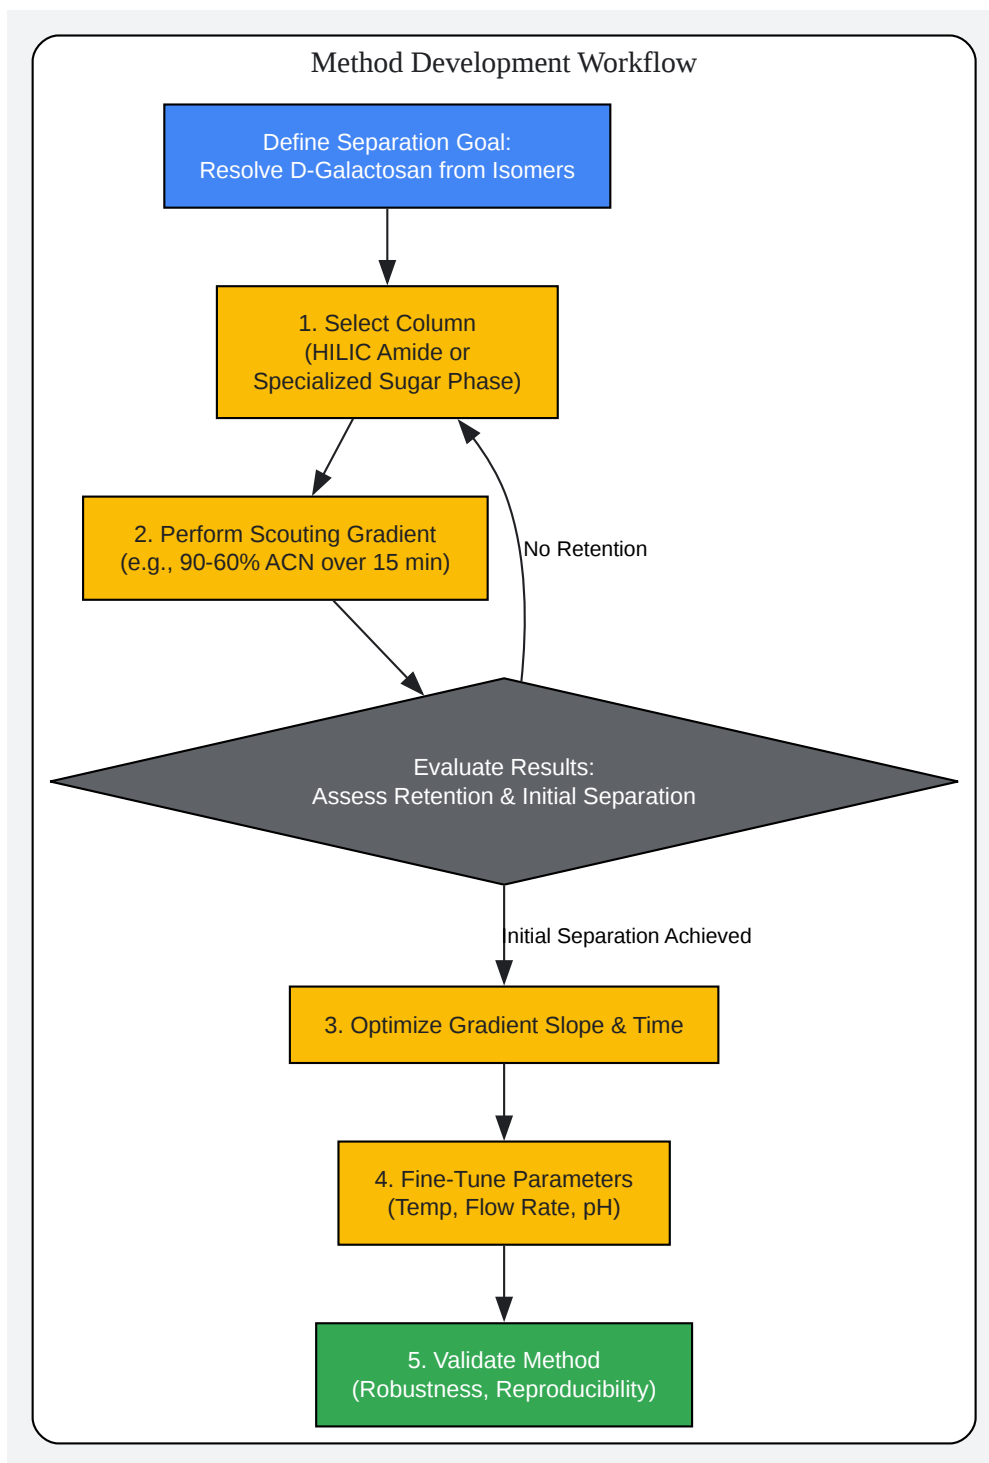 Method Development Workflow
Define Separation Goal:
Resolve D-Galactosan from Isomers
1. Select Column
(HILIC Amide or
Specialized Sugar Phase)
2. Perform Scouting Gradient
(e.g., 90-60% ACN over 15 min)
No Retention
Evaluate Results:
Assess Retention & Initial Separation
Initial Separation Achieved
3. Optimize Gradient Slope & Time
4. Fine-Tune Parameters
(Temp, Flow Rate, pH)
5. Validate Method
(Robustness, Reproducibility)